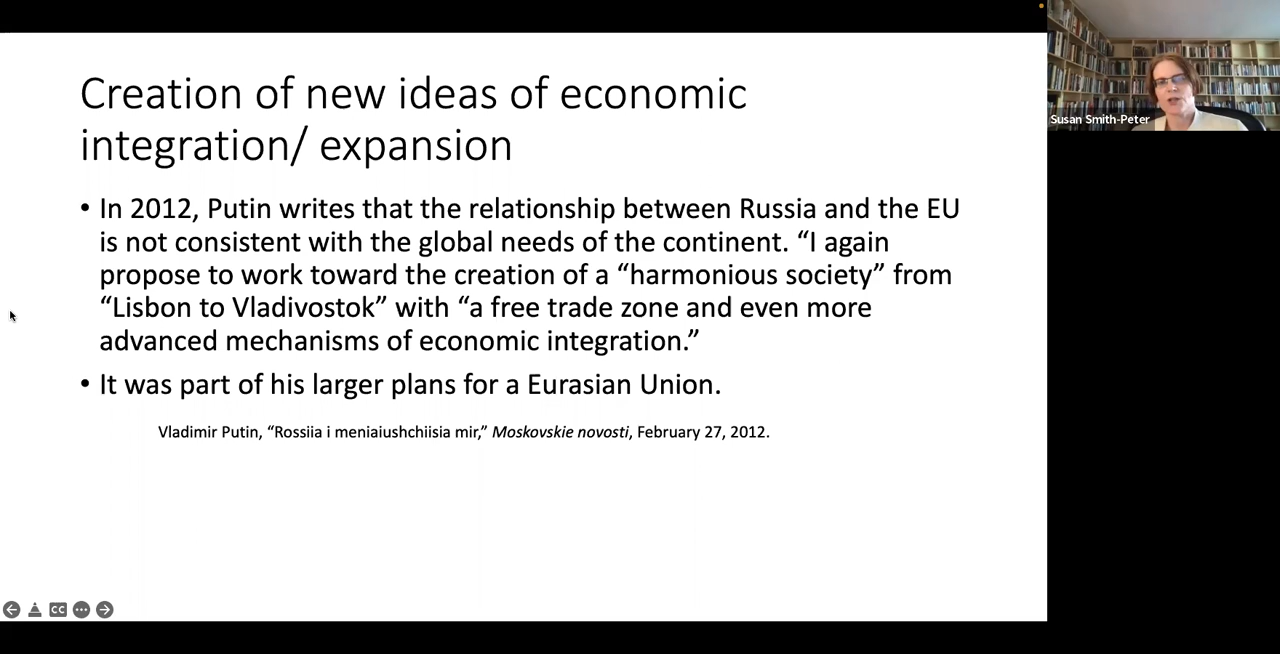 Creation of new ideas of economic
integration/ expansion
• In 2012, Putin writes that the relationship between Russia and the EU
is not consistent with the global needs of the continent. “I again
propose to work toward the creation of a “harmonious society” from
“Lisbon to Vladivostok” with “a free trade zone and even more
advanced mechanisms of economic integration.”
• It was part of his larger plans for a Eurasian Union.
Vladimir Putin, “Rossiia i meniaiushchiisia mir,” Moskovskie novosti, February 27, 2012.
Susan Smith-Peter
CC